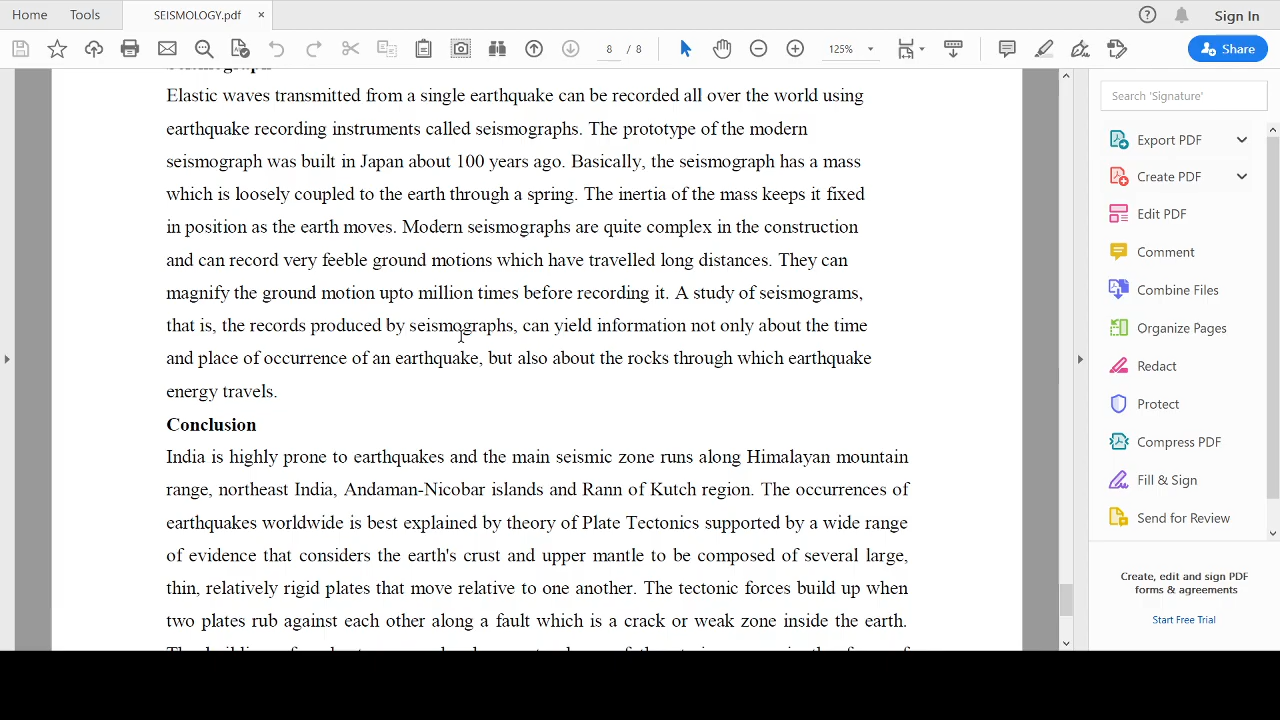 Home
Tools
SEISMOLOGY.pdf
Sign In
8 / 8
125%
Share
Elastic waves transmitted from a single earthquake can be recorded all over the world using
earthquake recording instruments called seismographs. The prototype of the modern
seismograph was built in Japan about 100 years ago. Basically, the seismograph has a mass
which is loosely coupled to the earth through a spring. The inertia of the mass keeps it fixed
in position as the earth moves. Modern seismographs are quite complex in the construction
and can record very feeble ground motions which have travelled long distances. They can
magnify the ground motion upto million times before recording it. A study of seismograms,
that is, the records produced by seismographs, can yield information not only about the time
and place of occurrence of an earthquake, but also about the rocks through which earthquake
energy travels.
Conclusion
India is highly prone to earthquakes and the main seismic zone runs along Himalayan mountain
range, northeast India, Andaman-Nicobar islands and Rann of Kutch region. The occurrences of
earthquakes worldwide is best explained by theory of Plate Tectonics supported by a wide range
of evidence that considers the earth's crust and upper mantle to be composed of several large,
thin, relatively rigid plates that move relative to one another. The tectonic forces build up when
two plates rub against each other along a fault which is a crack or weak zone inside the earth.
Search 'Signature'
Export PDF
Create PDF
Edit PDF
Comment
Combine Files
Organize Pages
Redact
Protect
Compress PDF
Fill & Sign
Send for Review
Create, edit and sign PDF
forms & agreements
Start Free Trial